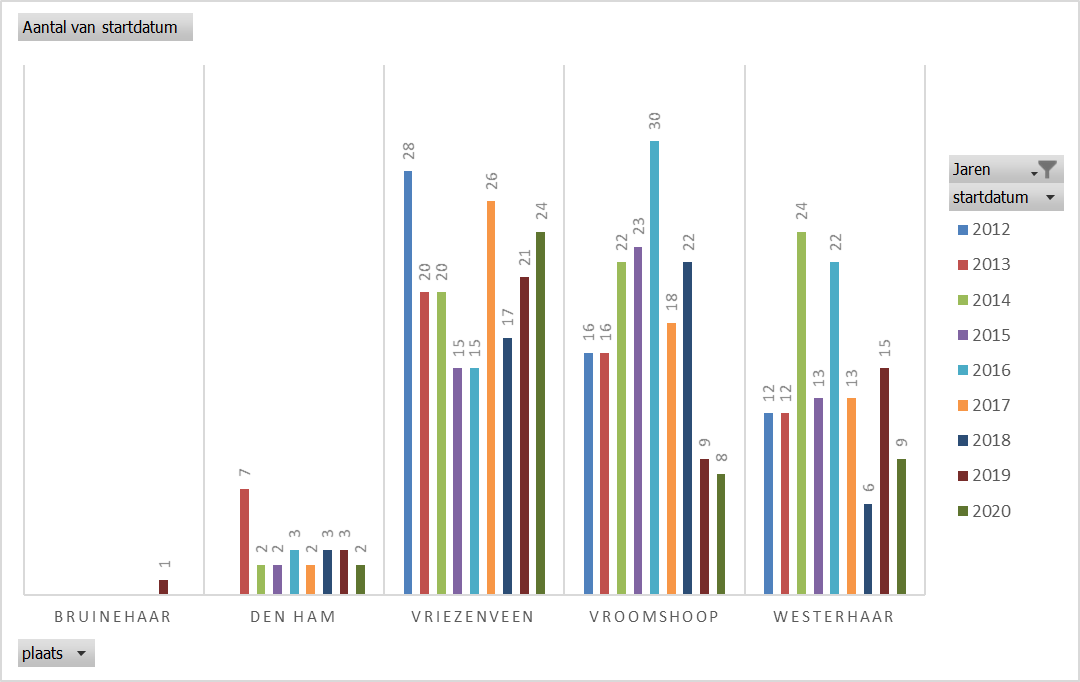 Aantal van startdatum
28 20 20 15 15 26 17 21 24
16 16 22 23 30 18 22 9 8
12 12 24 13 22 13 6 15 9
7 2 2 3 2 3 3 2
1
BRUINEHAAR DEN HAM VRIEZENVEEN VROOMSHOOP WESTERHAAR
plaats
Jaren
startdatum
2012
2013
2014
2015
2016
2017
2018
2019
2020